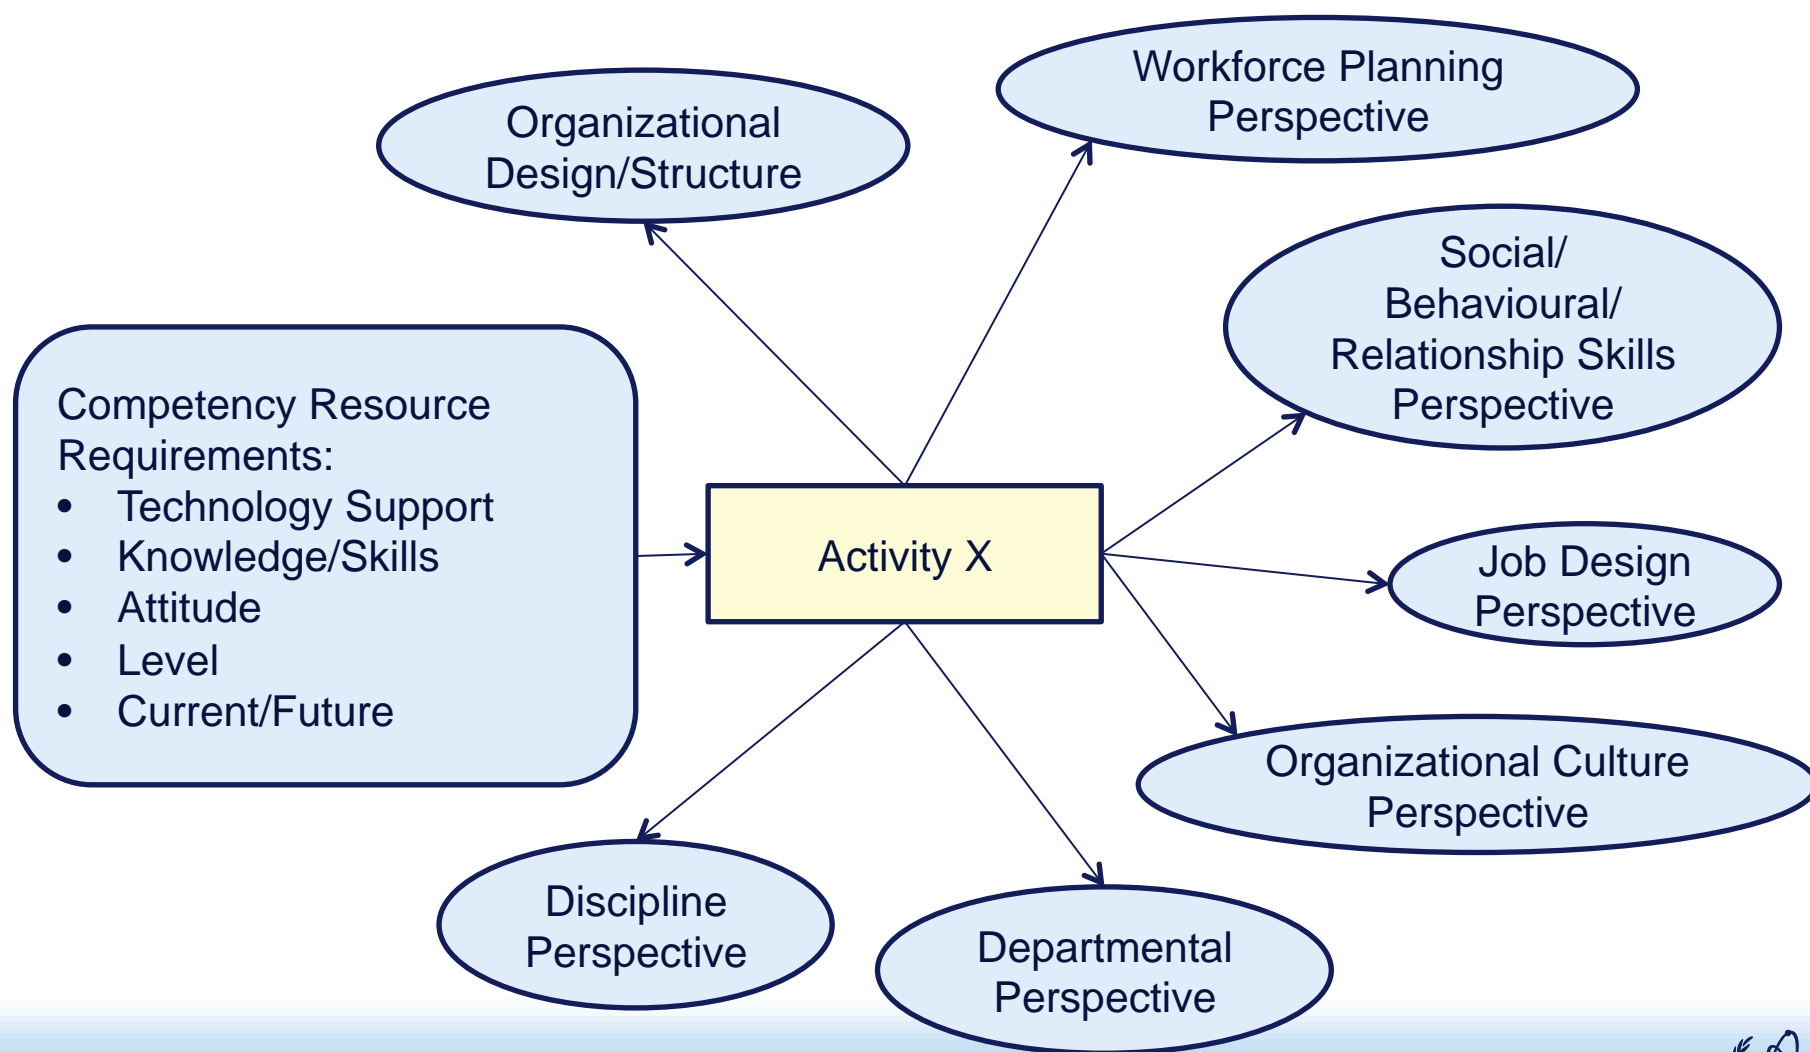 Workforce Planning
Perspective
Organizational
Design/Structure
Social/
Behavioural/
Relationship Skills
Perspective
Competency Resource
Requirements:
• Technology Support
• Knowledge/Skills
• Attitude
• Level
• Current/Future
Activity X
Job Design
Perspective
Organizational Culture
Perspective
Discipline
Perspective
Departmental
Perspective